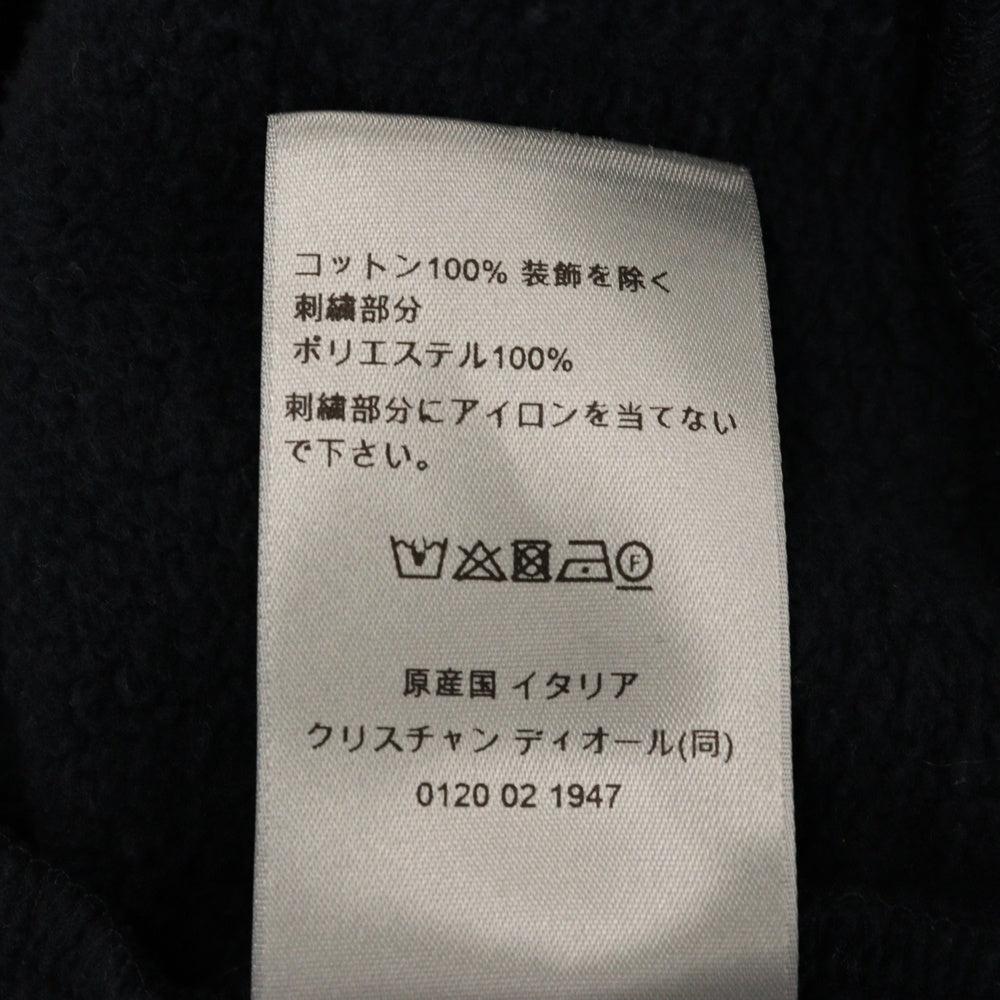 コットン100% 装飾を除く
刺繍部分
ポリエステル100%
刺繍部分にアイロンを当てない
で下さい。
F
原産国 イタリア
クリスチャン ディオール(同)
0120 02 1947